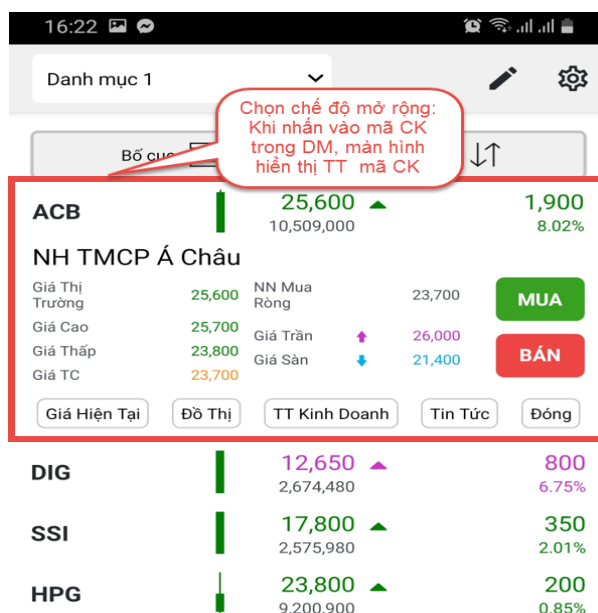 16:22
Danh mục 1
Chọn chế độ mở rộng:
Khi nhấn vào mã CK
trong DM, màn hình
hiển thị TT mã CK
Bố cục
ACB 25,600 1,900
10,509,000 8.02%
NH TMCP Á Châu
Giá Thị Trường 25,600 NN Mua Ròng 23,700 MUA
Giá Cao 25,700 Giá Trần 26,000
Giá Thấp 23,800 Giá Sàn 21,400 BÁN
Giá TC 23,700
Giá Hiện Tại Đồ Thị TT Kinh Doanh Tin Tức Đóng
DIG 12,650 800
2,674,480 6.75%
SSI 17,800 350
2,575,980 2.01%
HPG 23,800 200
9,200,900 0.85%